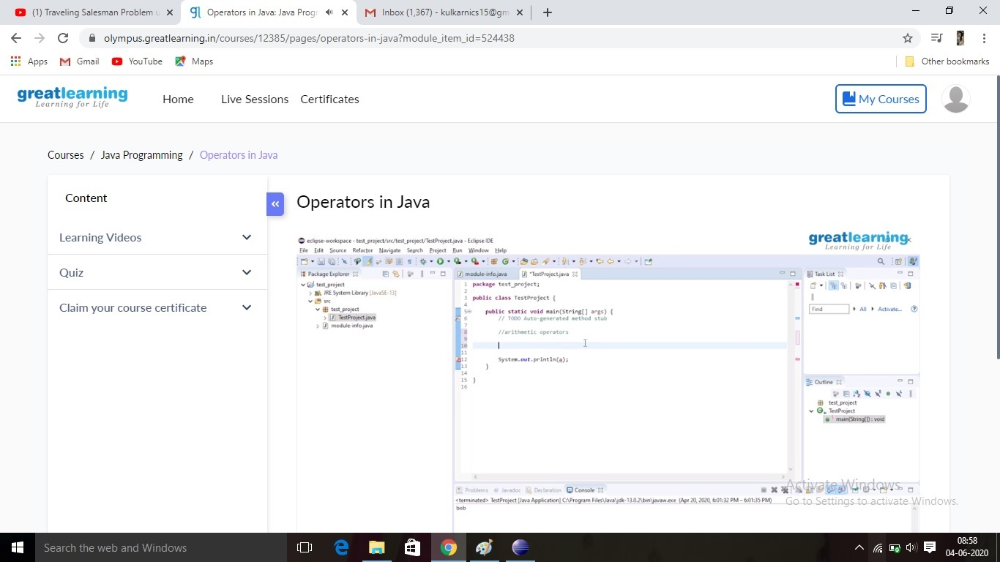 (1) Traveling Salesman Problem u
Operators in Java: Java Progr
Inbox (1,367) - kulkarnics15@gm
olympus.greatlearning.in/courses/12385/pages/operators-in-java?module_item_id=524438
Apps
Gmail
YouTube
Maps
Other bookmarks
greatlearning
Learning for Life
Home
Live Sessions
Certificates
My Courses
Courses / Java Programming / Operators in Java
Content
Learning Videos
Quiz
Claim your course certificate
Operators in Java
eclipse-workspace - test_project/src/test_project/TestProject.java - Eclipse IDE
greatlearning
Learning for Life
File Edit Source Refactor Navigate Search Project Run Window Help
Package Explorer
test_project
JRE System Library [JavaSE-13]
src
test_project
TestProject.java
module-info.java
module-info.java
*TestProject.java
1 package test_project;
2
3 public class TestProject {
4
5 public static void main(String[] args) {
6 // TODO Auto-generated method stub
7
8 //arithmetic operators
9
10
11
12 System.out.println(a);
13 }
14
15 }
16
Task List
Find
All
Activate...
Outline
test_project
TestProject
main(String[]) : void
Problems
Javadoc
Declaration
Console
<terminated> TestProject [Java Application] C:\Program Files\Java\jdk-13.0.2\bin\javaw.exe (Apr 20, 2020, 6:01:32 PM – 6:01:35 PM)
bob
Activate Windows
Go to Settings to activate Windows.
Search the web and Windows
08:58
04-06-2020